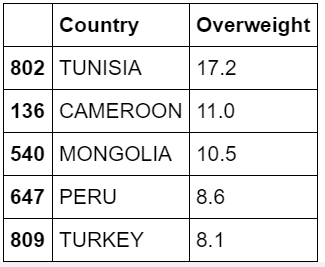 Country Overweight
802 TUNISIA 17.2
136 CAMEROON 11.0
540 MONGOLIA 10.5
647 PERU 8.6
809 TURKEY 8.1